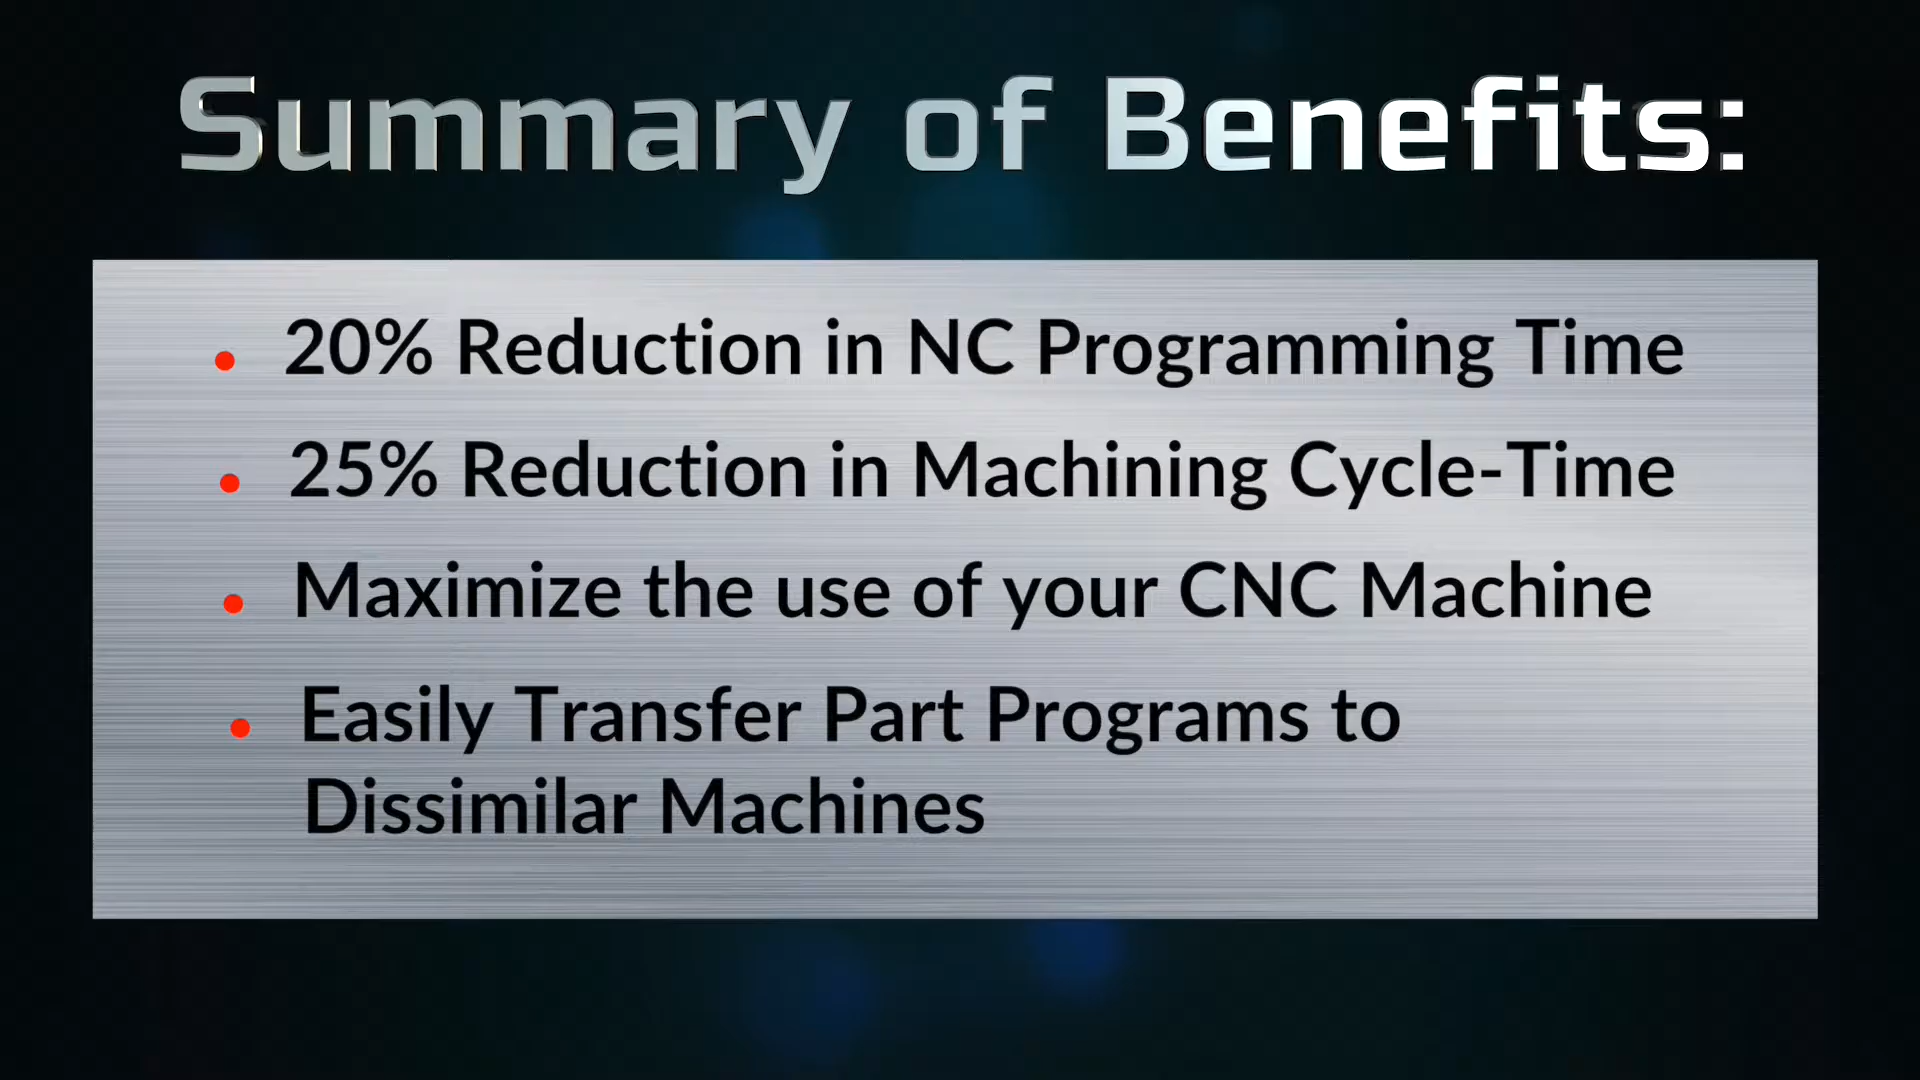 Summary of Benefits:
• 20% Reduction in NC Programming Time
• 25% Reduction in Machining Cycle-Time
• Maximize the use of your CNC Machine
• Easily Transfer Part Programs to
Dissimilar Machines